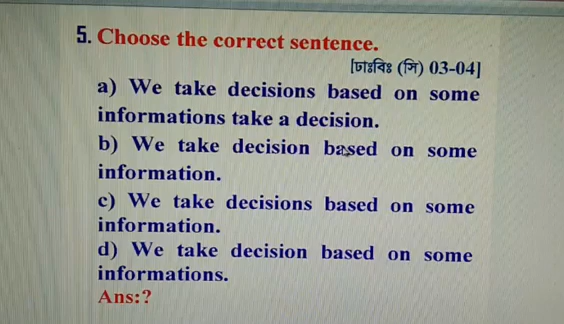 5. Choose the correct sentence.
[ঢাঃবিঃ (সি) 03-04]
a) We take decisions based on some
informations take a decision.
b) We take decision based on some
information.
c) We take decisions based on some
information.
d) We take decision based on some
informations.
Ans:?